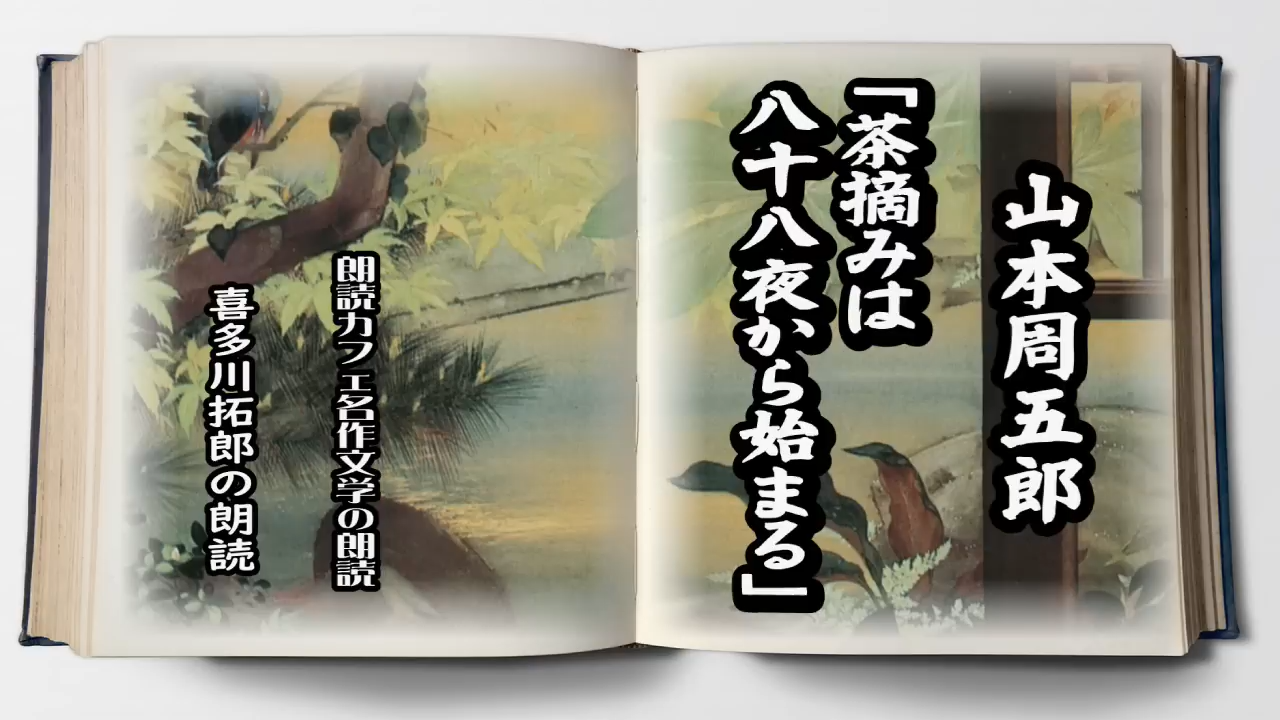 山本周五郎
「茶摘みは
八十八夜から始まる」
朗読カフェ名作文学の朗読
喜多川拓郎の朗読